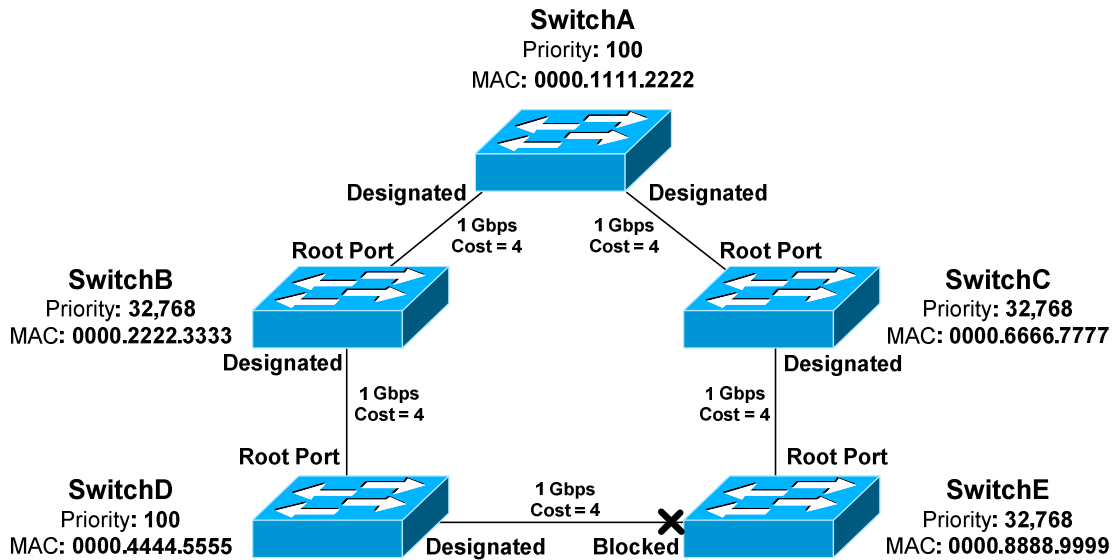 SwitchA
Priority: 100
MAC: 0000.1111.2222
Designated
Designated
1 Gbps
Cost = 4
1 Gbps
Cost = 4
Root Port
Root Port
SwitchB
Priority: 32,768
MAC: 0000.2222.3333
SwitchC
Priority: 32,768
MAC: 0000.6666.7777
Designated
Designated
1 Gbps
Cost = 4
1 Gbps
Cost = 4
Root Port
Root Port
SwitchD
Priority: 100
MAC: 0000.4444.5555
1 Gbps
Cost = 4
SwitchE
Priority: 32,768
MAC: 0000.8888.9999
Designated
Blocked